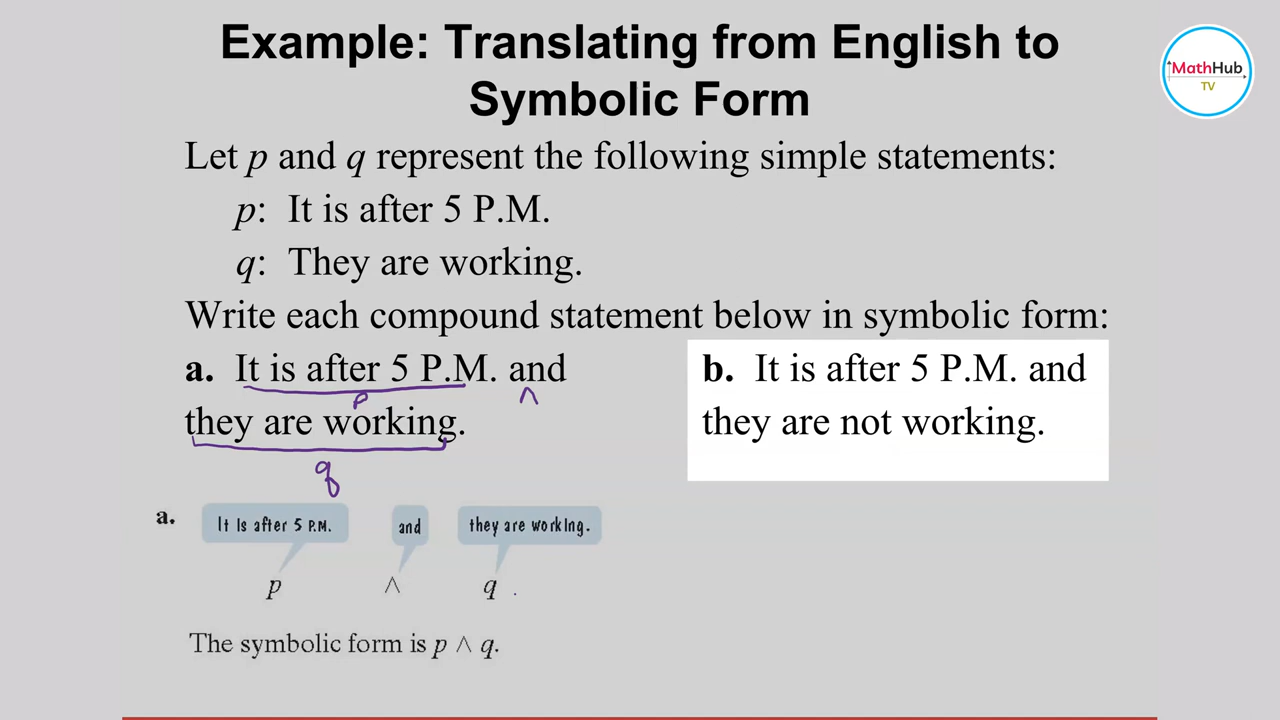 Example: Translating from English to
Symbolic Form
MathHub
TV
Let p and q represent the following simple statements:
p: It is after 5 P.M.
q: They are working.
Write each compound statement below in symbolic form:
a. It is after 5 P.M. and
p ∧
they are working.
q
b. It is after 5 P.M. and
they are not working.
a. It is after 5 P.M. and they are working.
p ∧ q
The symbolic form is p ∧ q.